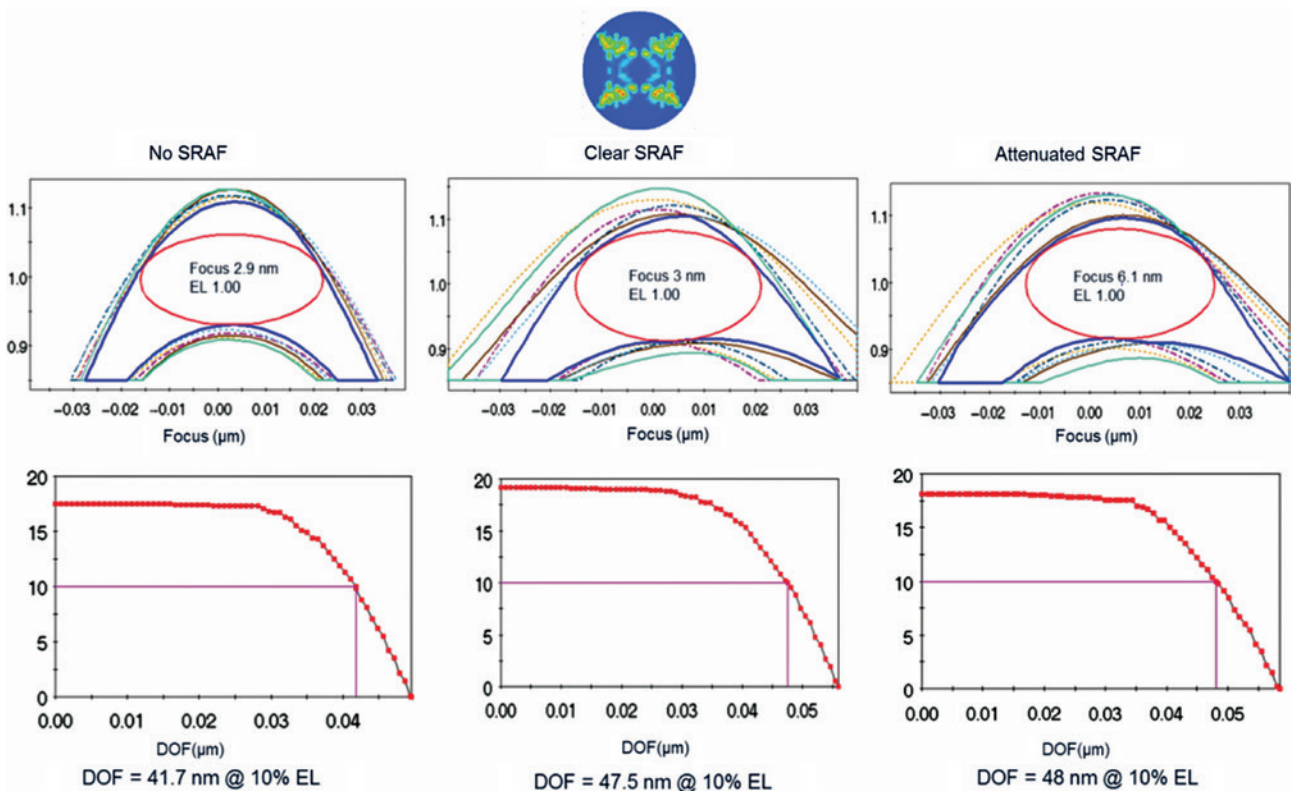 No SRAF
Clear SRAF
Attenuated SRAF
1.1
1.0
0.9
Focus 2.9 nm
EL 1.00
−0.03 −0.02 −0.01 0.00 0.01 0.02 0.03
Focus (µm)
1.1
1.0
0.9
Focus 3 nm
EL 1.00
−0.03 −0.02 −0.01 0.00 0.01 0.02 0.03
Focus (µm)
1.1
1.0
0.9
Focus 6.1 nm
EL 1.00
−0.03 −0.02 −0.01 0.00 0.01 0.02 0.03
Focus (µm)
20
15
10
5
0
0.00 0.01 0.02 0.03 0.04
DOF(µm)
DOF = 41.7 nm @ 10% EL
20
15
10
5
0
0.00 0.01 0.02 0.03 0.04 0.05
DOF(µm)
DOF = 47.5 nm @ 10% EL
20
15
10
5
0
0.00 0.01 0.02 0.03 0.04 0.05
DOF(µm)
DOF = 48 nm @ 10% EL